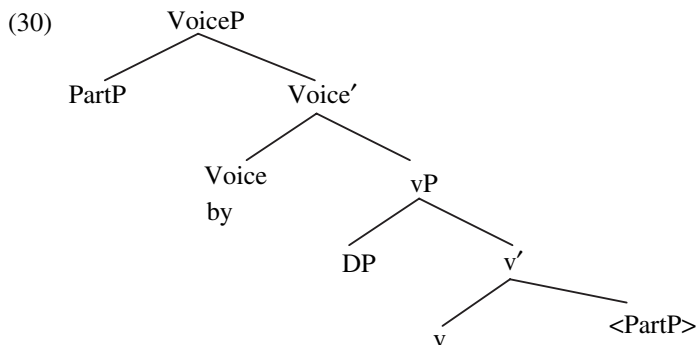 (30) VoiceP
PartP Voice′
Voice vP
by
DP v′
v <PartP>